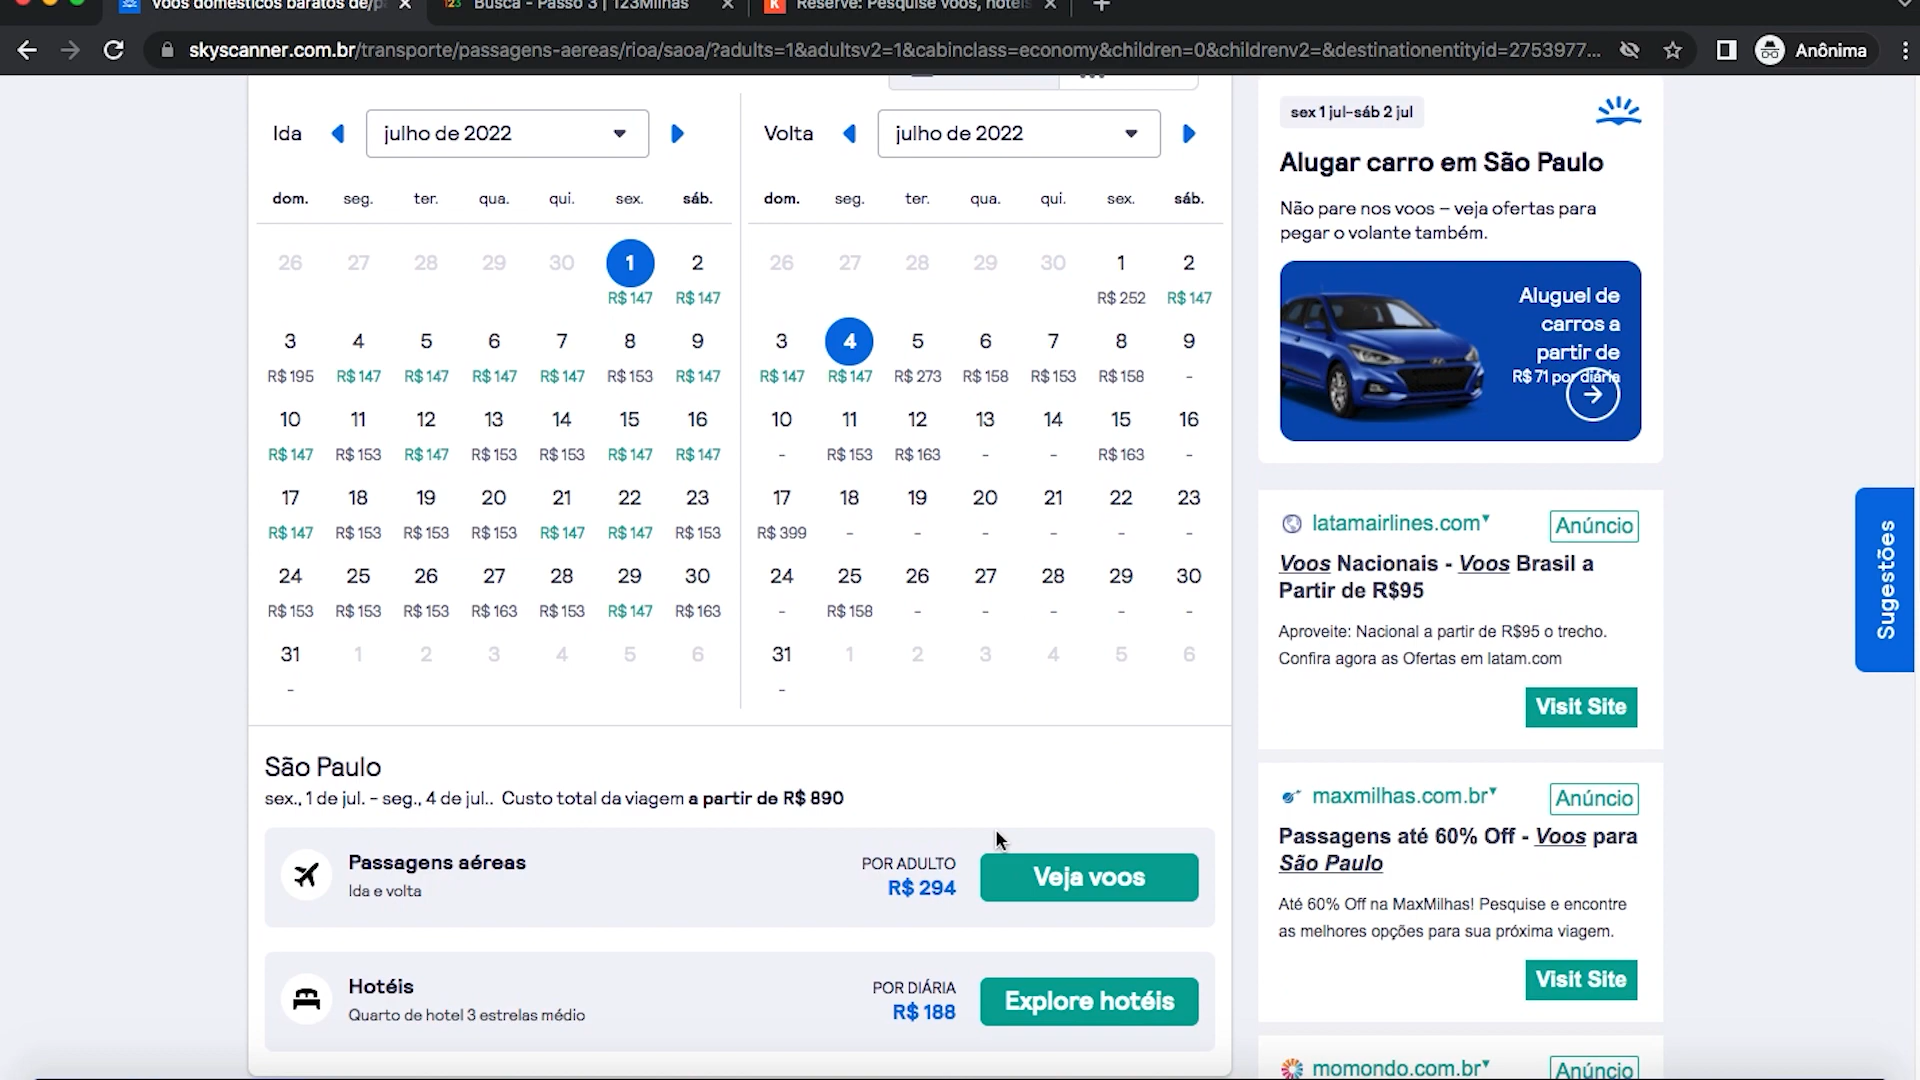 Voos domésticos baratos de/p
123 Busca - Passo 3 | 123Milhas
K Reserve: Pesquise voos, hotéis
skyscanner.com.br/transporte/passagens-aereas/rioa/saoa/?adults=1&adultsv2=1&cabinclass=economy&children=0&childrenv2=&destinationentityid=2753977...
Anônima
Ida julho de 2022
Volta julho de 2022
dom. seg. ter. qua. qui. sex. sáb.
dom. seg. ter. qua. qui. sex. sáb.
26 27 28 29 30 1 2
R$ 147 R$ 147
3 4 5 6 7 8 9
R$ 195 R$ 147 R$ 147 R$ 147 R$ 147 R$ 153 R$ 147
10 11 12 13 14 15 16
R$ 147 R$ 153 R$ 147 R$ 153 R$ 153 R$ 147 R$ 147
17 18 19 20 21 22 23
R$ 147 R$ 153 R$ 153 R$ 153 R$ 147 R$ 147 R$ 153
24 25 26 27 28 29 30
R$ 153 R$ 153 R$ 153 R$ 163 R$ 153 R$ 147 R$ 163
31 1 2 3 4 5 6
-
26 27 28 29 30 1 2
R$ 252 R$ 147
3 4 5 6 7 8 9
R$ 147 R$ 147 R$ 273 R$ 158 R$ 153 R$ 158 -
10 11 12 13 14 15 16
- R$ 153 R$ 163 - - R$ 163 -
17 18 19 20 21 22 23
R$ 399 - - - - - -
24 25 26 27 28 29 30
- R$ 158 - - - - -
31 1 2 3 4 5 6
-
São Paulo
sex., 1 de jul. - seg., 4 de jul.. Custo total da viagem a partir de R$ 890
Passagens aéreas
Ida e volta
POR ADULTO
R$ 294
Veja voos
Hotéis
Quarto de hotel 3 estrelas médio
POR DIÁRIA
R$ 188
Explore hotéis
sex 1 jul-sáb 2 jul
Alugar carro em São Paulo
Não pare nos voos – veja ofertas para
pegar o volante também.
Aluguel de
carros a
partir de
R$ 71 por diária
latamairlines.com
Anúncio
Voos Nacionais - Voos Brasil a
Partir de R$95
Aproveite: Nacional a partir de R$95 o trecho.
Confira agora as Ofertas em latam.com
Visit Site
maxmilhas.com.br
Anúncio
Passagens até 60% Off - Voos para
São Paulo
Até 60% Off na MaxMilhas! Pesquise e encontre
as melhores opções para sua próxima viagem.
Visit Site
momondo.com.br
Anúncio
Sugestões